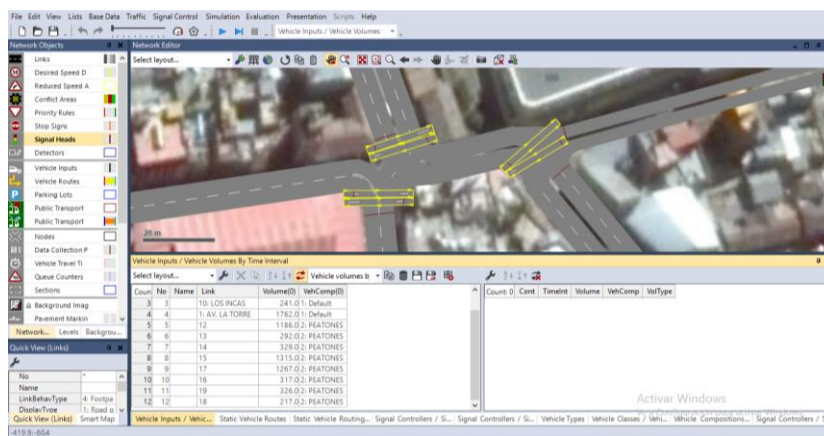 File Edit View Lists Base Data Traffic Signal Control Simulation Evaluation Presentation Scripts Help
Vehicle Inputs / Vehicle Volumes
Network Objects
Network Editor
Links
Select layout...
Desired Speed D
Reduced Speed A
Conflict Areas
Priority Rules
Stop Signs
Signal Heads
Detectors
Vehicle Inputs
Vehicle Routes
Parking Lots
Public Transport
Public Transport
Nodes
Data Collection P
20 m
Vehicle Travel Ti
Vehicle Inputs / Vehicle Volumes By Time Interval
Queue Counters
Select layout... Vehicle volumes b
Sections
Coun No Name Link Volume(0) VehComp(0)
Count: 0 Cont TimeInt Volume VehComp VolType
Background Imag
3 3 10: LOS INCAS 241.0 1: Default
Pavement Markin
4 4 1: AV. LA TORRE 1762.0 1: Default
Network... Levels Backgrou...
5 5 12 1186.0 2: PEATONES
6 6 13 292.0 2: PEATONES
Quick View (Links)
7 7 14 329.0 2: PEATONES
8 8 15 1315.0 2: PEATONES
9 9 17 1267.0 2: PEATONES
No *
10 10 16 317.0 2: PEATONES
Name
11 11 19 326.0 2: PEATONES
LinkBehavType 4: Footpa
12 12 18 217.0 2: PEATONES
DisplayType 1: Road g
Activar Windows
Quick View (Links) Smart Map
Vehicle Inputs / Vehic... Static Vehicle Routes Static Vehicle Routing... Signal Controllers / Si... Signal Controllers / Si... Vehicle Types Vehicle Classes / Vehi... Vehicle Compositions... Signal Controllers / S
-419.9:-60.4